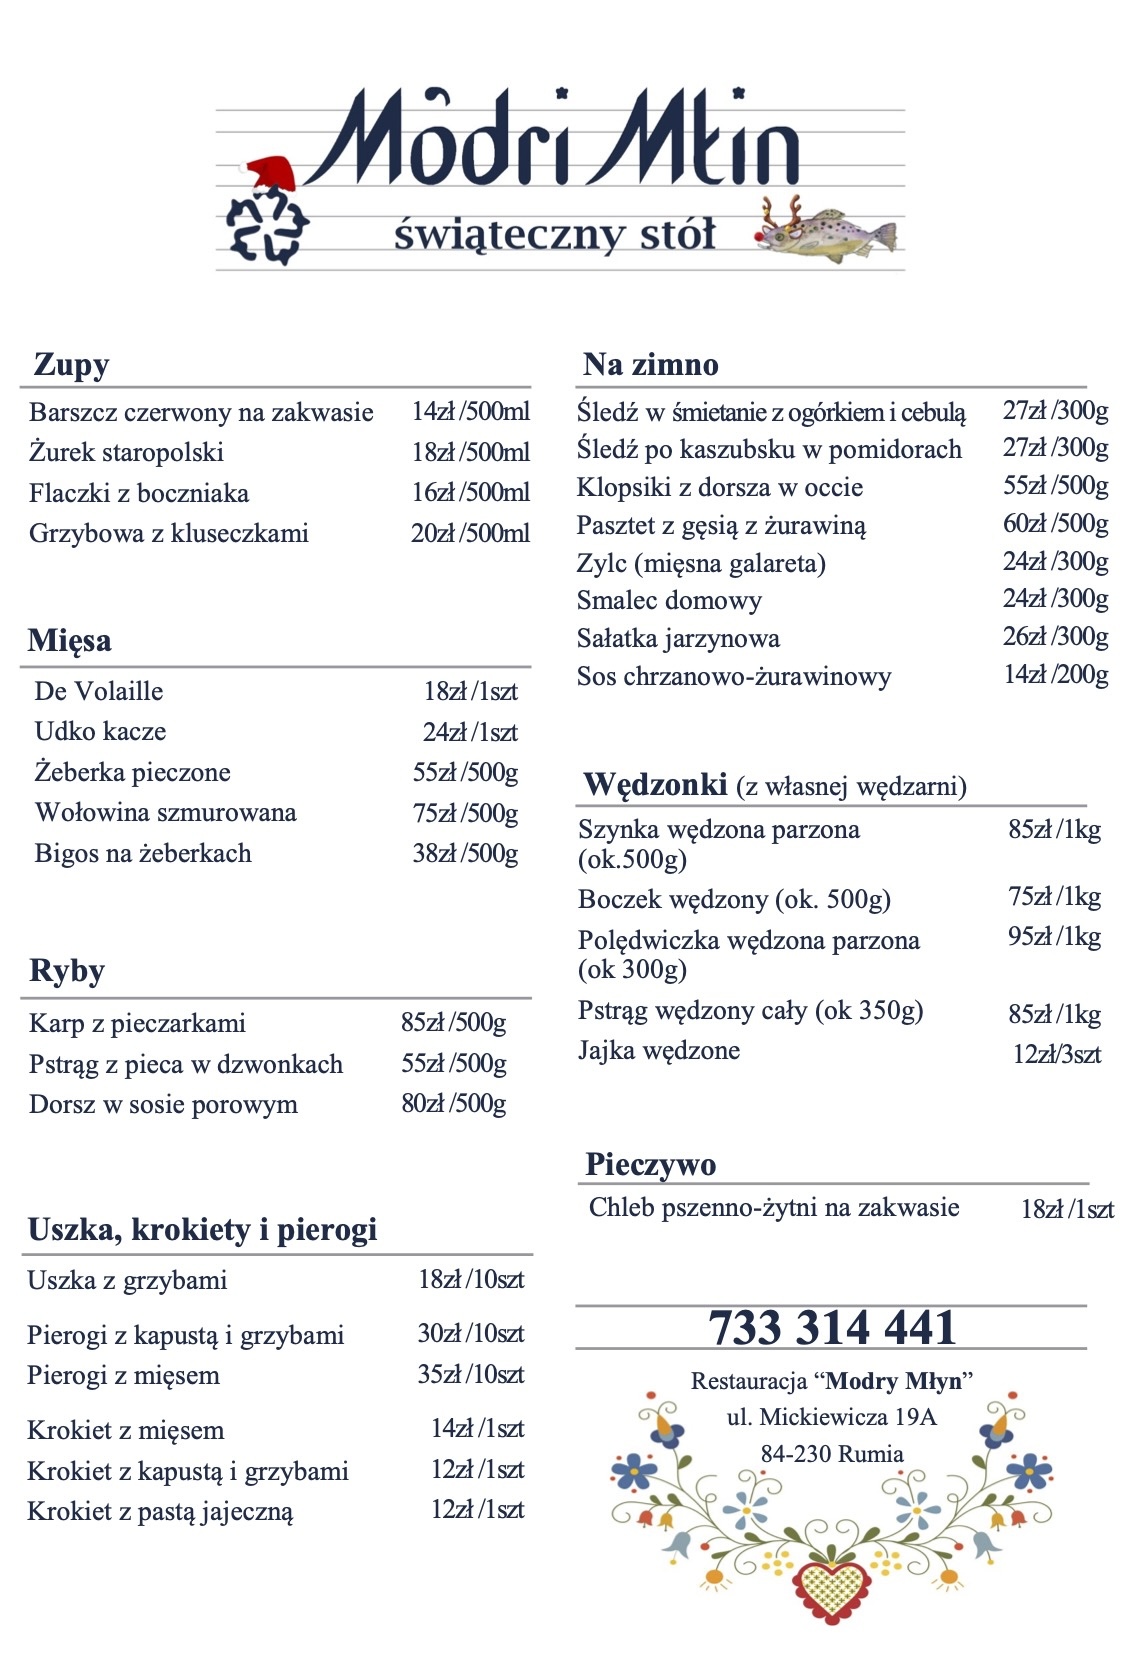 Mòdri Młin
świąteczny stół
Zupy
Barszcz czerwony na zakwasie 14zł /500ml
Żurek staropolski 18zł /500ml
Flaczki z boczniaka 16zł /500ml
Grzybowa z kluseczkami 20zł /500ml
Mięsa
De Volaille 18zł /1szt
Udko kacze 24zł /1szt
Żeberka pieczone 55zł /500g
Wołowina szmurowana 75zł /500g
Bigos na żeberkach 38zł /500g
Ryby
Karp z pieczarkami 85zł /500g
Pstrąg z pieca w dzwonkach 55zł /500g
Dorsz w sosie porowym 80zł /500g
Uszka, krokiety i pierogi
Uszka z grzybami 18zł /10szt
Pierogi z kapustą i grzybami 30zł /10szt
Pierogi z mięsem 35zł /10szt
Krokiet z mięsem 14zł /1szt
Krokiet z kapustą i grzybami 12zł /1szt
Krokiet z pastą jajeczną 12zł /1szt
Na zimno
Śledź w śmietanie z ogórkiem i cebulą 27zł /300g
Śledź po kaszubsku w pomidorach 27zł /300g
Klopsiki z dorsza w occie 55zł /500g
Pasztet z gęsią z żurawiną 60zł /500g
Zylc (mięsna galareta) 24zł /300g
Smalec domowy 24zł /300g
Sałatka jarzynowa 26zł /300g
Sos chrzanowo-żurawinowy 14zł /200g
Wędzonki (z własnej wędzarni)
Szynka wędzona parzona 85zł /1kg
(ok.500g)
Boczek wędzony (ok. 500g) 75zł /1kg
Polędwiczka wędzona parzona 95zł /1kg
(ok 300g)
Pstrąg wędzony cały (ok 350g) 85zł /1kg
Jajka wędzone 12zł/3szt
Pieczywo
Chleb pszenno-żytni na zakwasie 18zł /1szt
733 314 441
Restauracja “Modry Młyn”
ul. Mickiewicza 19A
84-230 Rumia